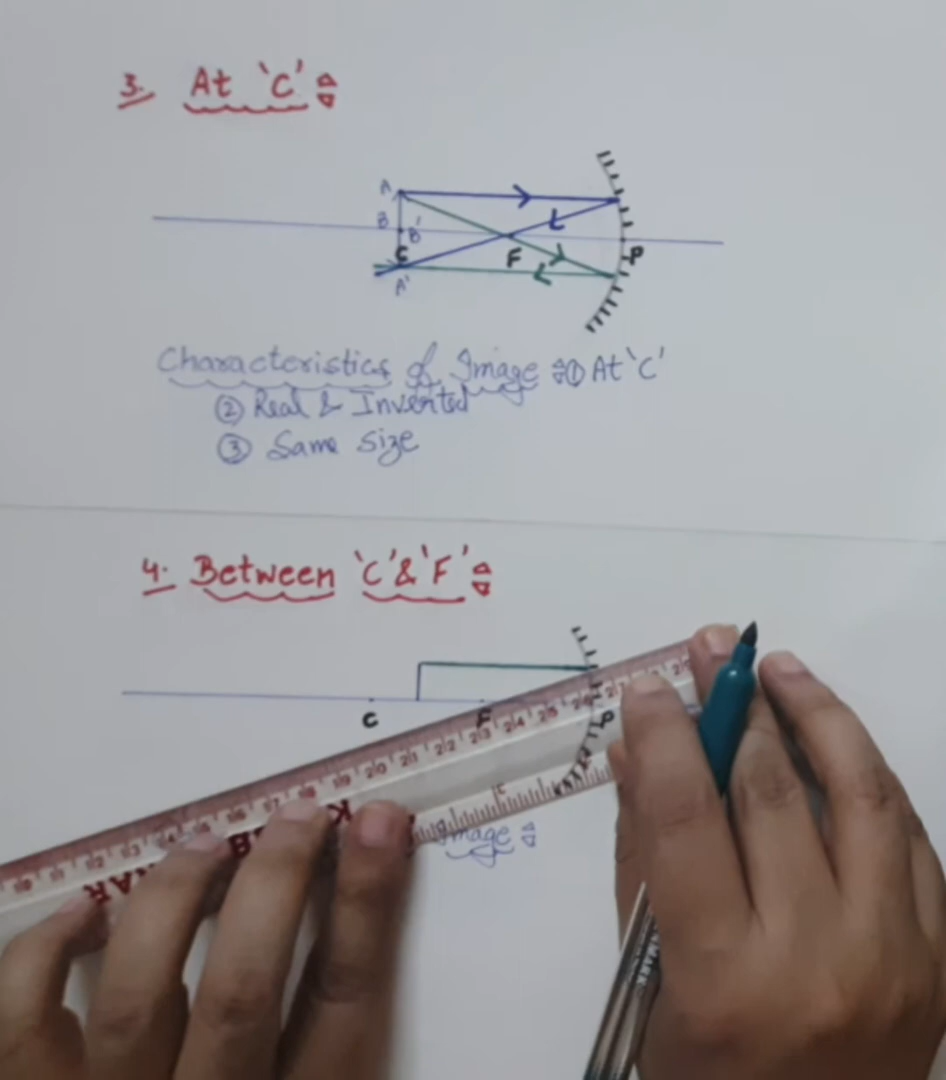 3. At 'C':
A
B B'
C F P
A'
Characteristics of Image :① At 'C'
② Real & Inverted
③ Same Size
4. Between 'C'&'F':
C F P
Image :